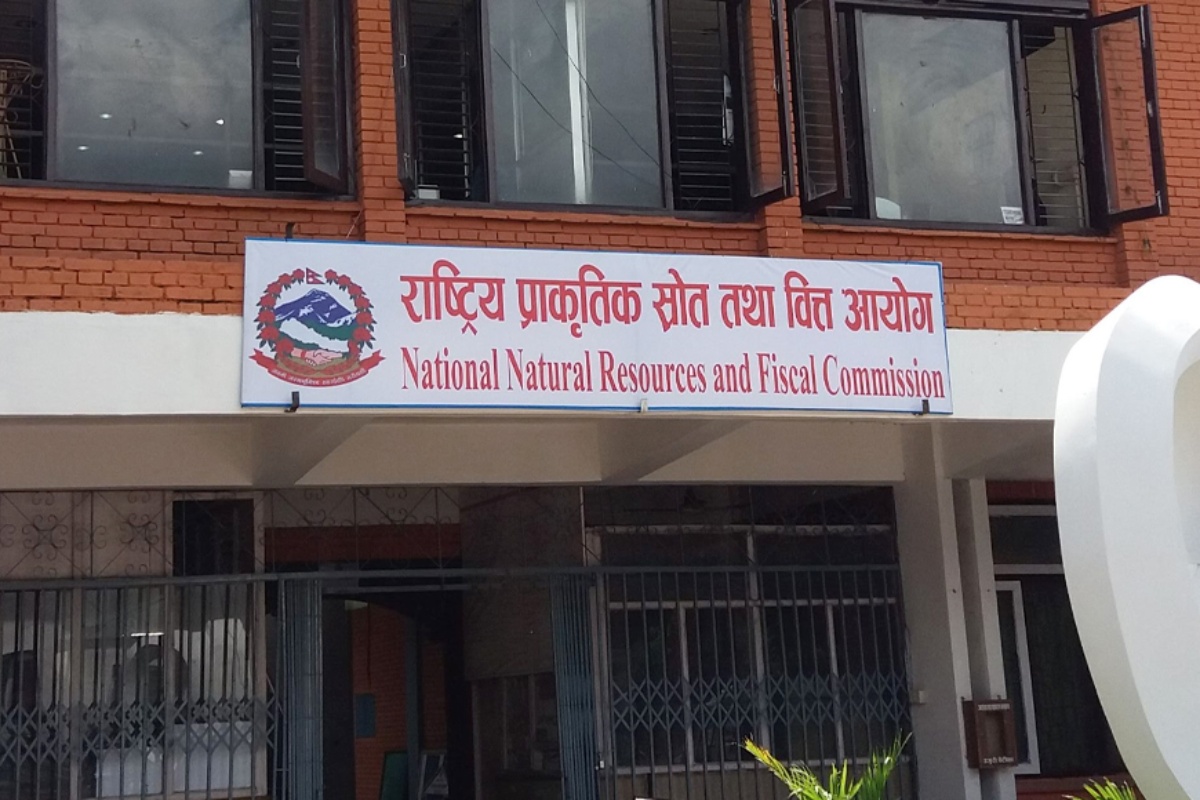 राष्ट्रिय प्राकृतिक स्रोत तथा वित्त आयोग
National Natural Resources and Fiscal Commission